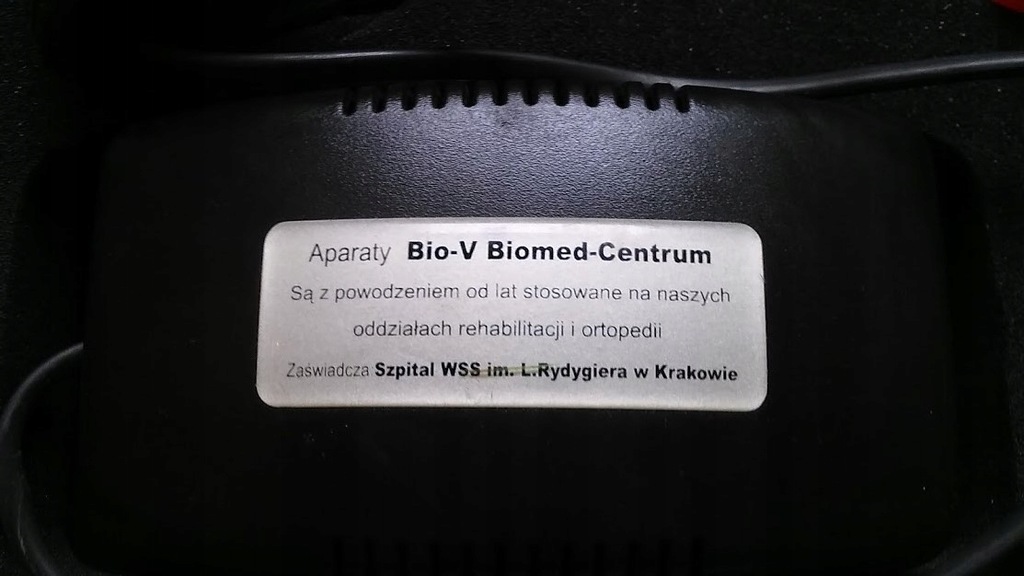 Aparaty Bio-V Biomed-Centrum
Są z powodzeniem od lat stosowane na naszych
oddziałach rehabilitacji i ortopedii
Zaświadcza Szpital WSS im. L.Rydygiera w Krakowie